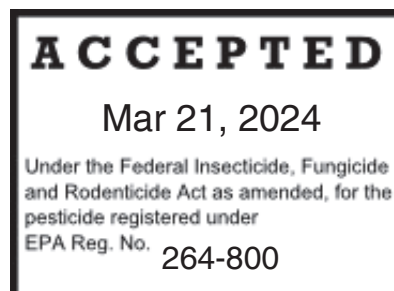 ACCEPTED
Mar 21, 2024
Under the Federal Insecticide, Fungicide
and Rodenticide Act as amended, for the
pesticide registered under
EPA Reg. No. 264-800